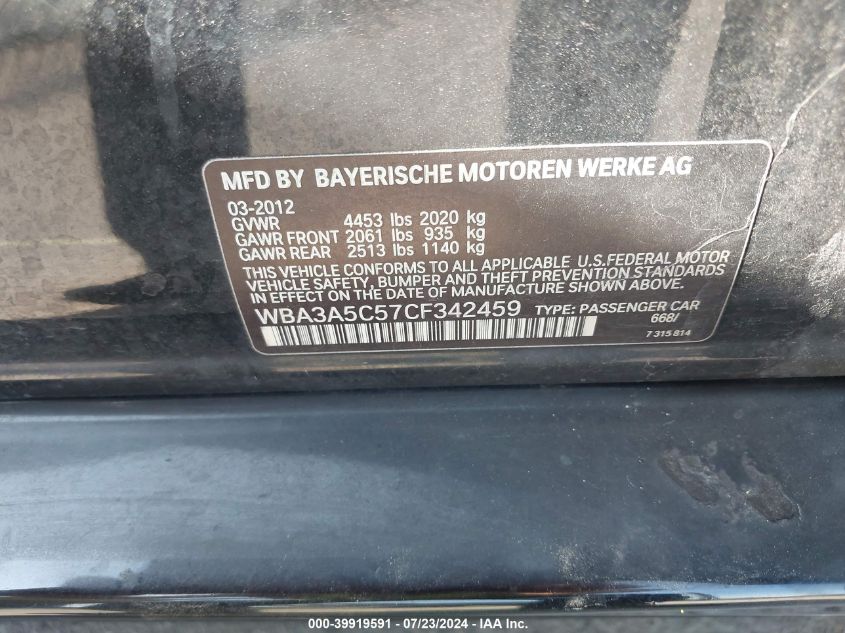 MFD BY BAYERISCHE MOTOREN WERKE AG
03-2012
GVWR 4453 lbs 2020 kg
GAWR FRONT 2061 lbs 935 kg
GAWR REAR 2513 lbs 1140 kg
THIS VEHICLE CONFORMS TO ALL APPLICABLE U.S.FEDERAL MOTOR
VEHICLE SAFETY, BUMPER AND THEFT PREVENTION STANDARDS
IN EFFECT ON THE DATE OF MANUFACTURE SHOWN ABOVE.
WBA3A5C57CF342459 TYPE: PASSENGER CAR
668/
7 315 814
000-39919591 | 07/23/2024 - IAA Inc.